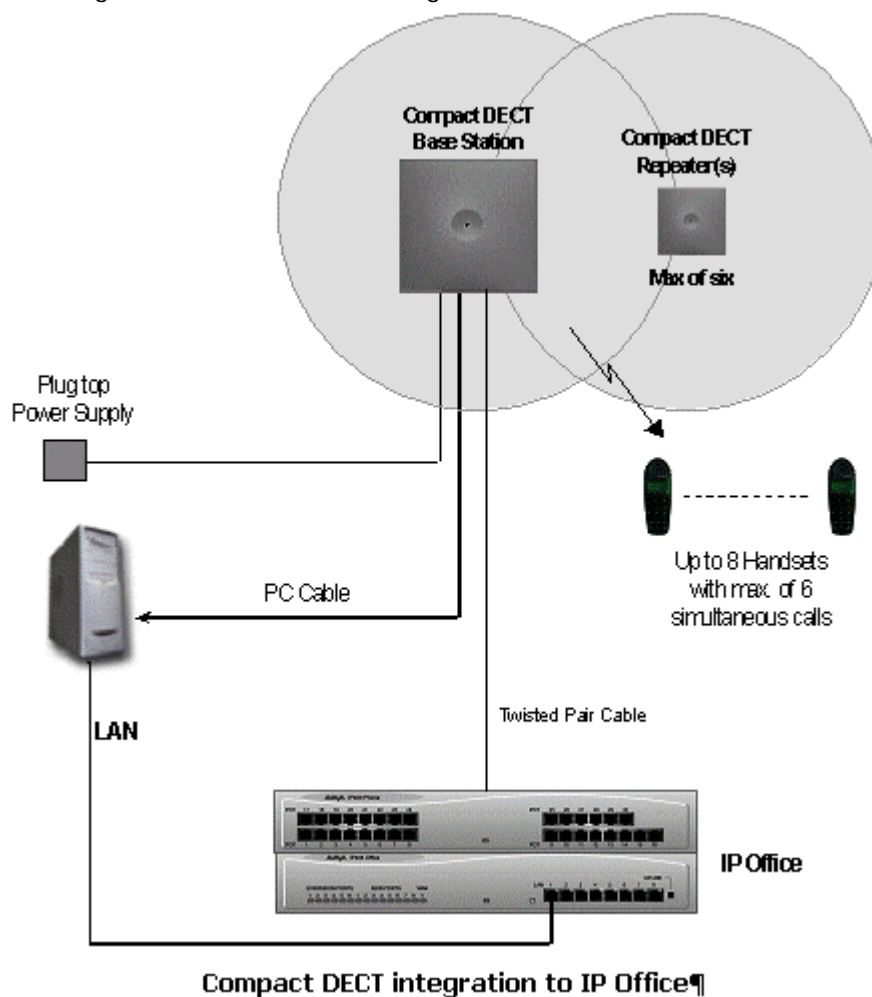 Compact DECT
Base Station
Compact DECT
Repeater(s)
Max of six
Plug top
Power Supply
Up to 8 Handsets
with max. of 6
simultaneous calls
PC Cable
Twisted Pair Cable
LAN
IP Office
Compact DECT integration to IP Office¶